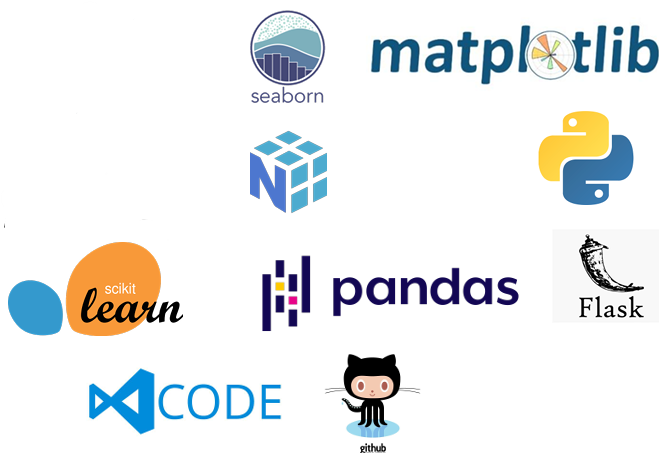 seaborn
matplotlib
N
scikit
learn
pandas
Flask
CODE
github